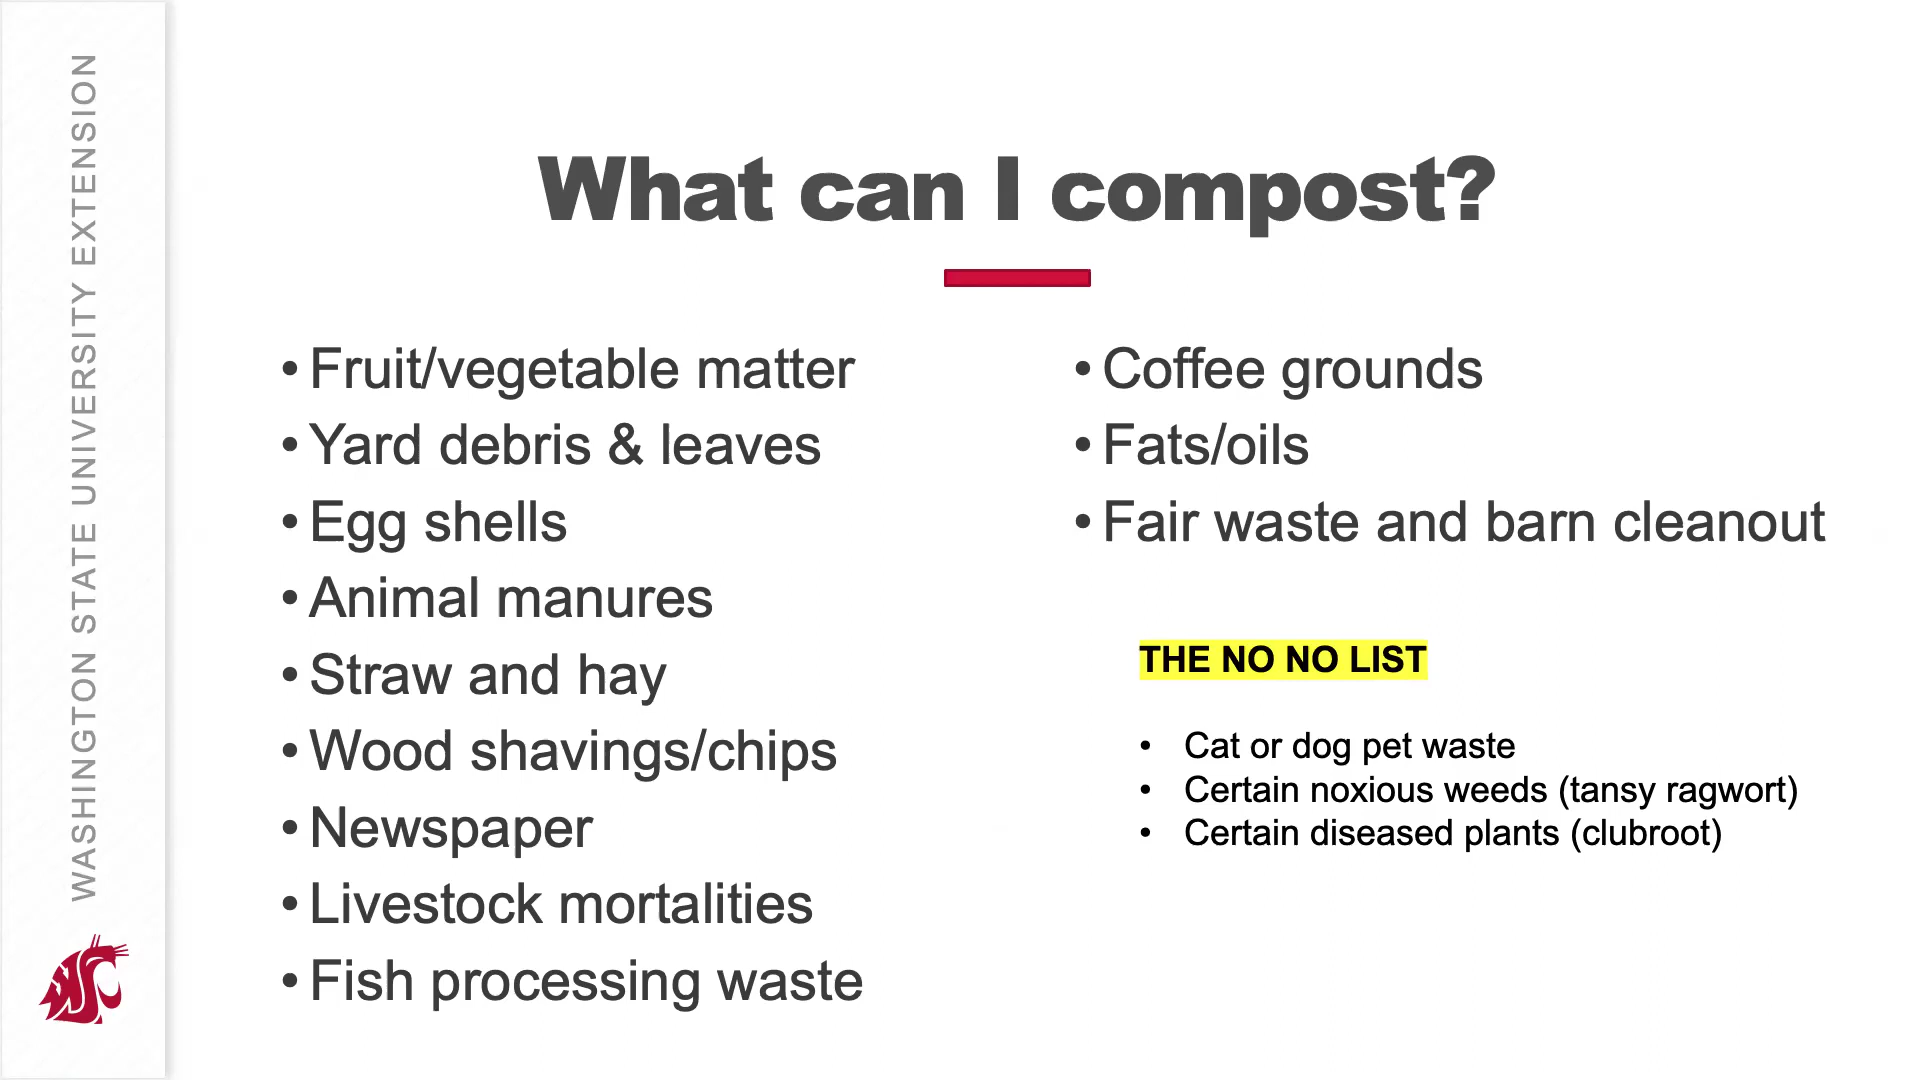 WASHINGTON STATE UNIVERSITY EXTENSION
What can I compost?
• Fruit/vegetable matter
• Yard debris & leaves
• Egg shells
• Animal manures
• Straw and hay
• Wood shavings/chips
• Newspaper
• Livestock mortalities
• Fish processing waste
• Coffee grounds
• Fats/oils
• Fair waste and barn cleanout
THE NO NO LIST
• Cat or dog pet waste
• Certain noxious weeds (tansy ragwort)
• Certain diseased plants (clubroot)